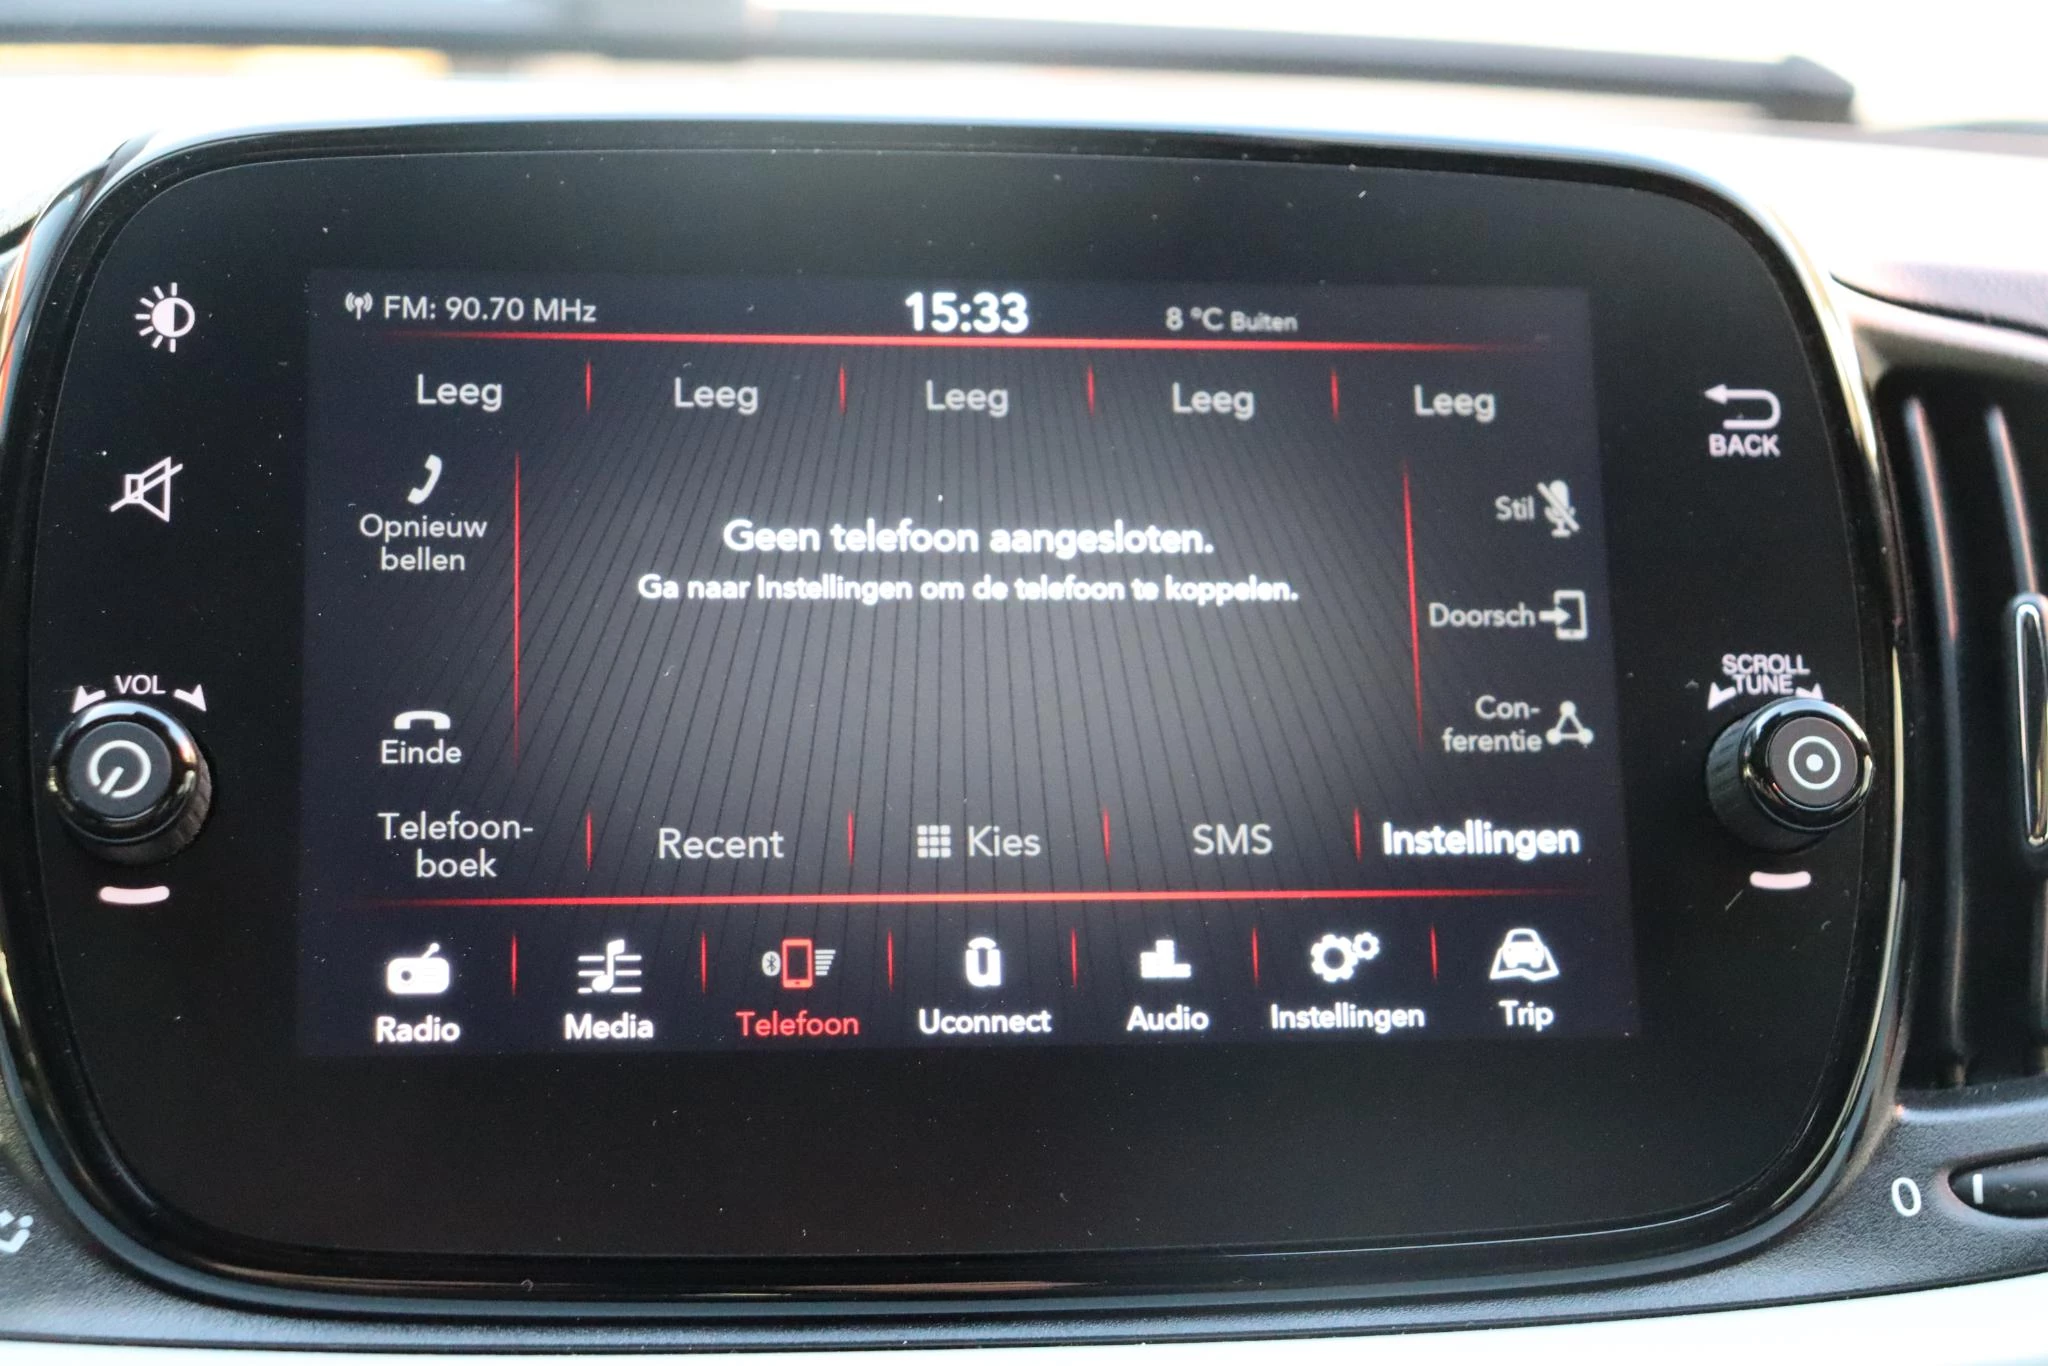 FM: 90.70 MHz 15:33 8 °C Buiten
Leeg Leeg Leeg Leeg Leeg
BACK
Opnieuw
bellen
Stil
Geen telefoon aangesloten.
Ga naar Instellingen om de telefoon te koppelen.
Doorsch
VOL
SCROLL
TUNE
Einde
Con-
ferentie
Telefoon-
boek
Recent
Kies
SMS
Instellingen
Radio Media Telefoon Uconnect Audio Instellingen Trip
0